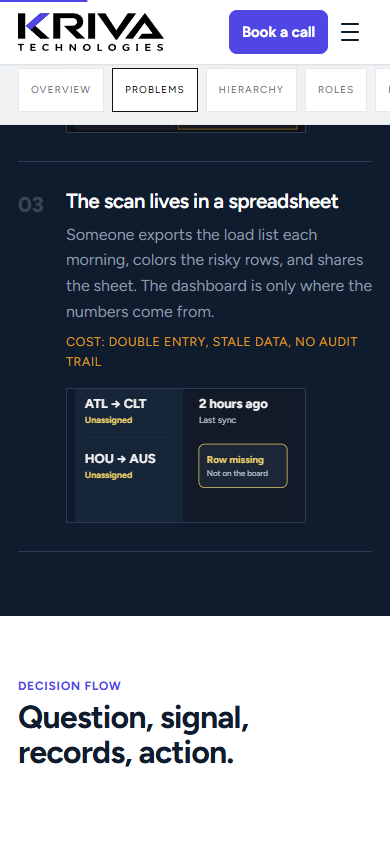 KRIVA
TECHNOLOGIES
Book a call
OVERVIEW
PROBLEMS
HIERARCHY
ROLES
03
The scan lives in a spreadsheet
Someone exports the load list each
morning, colors the risky rows, and shares
the sheet. The dashboard is only where the
numbers come from.
COST: DOUBLE ENTRY, STALE DATA, NO AUDIT
TRAIL
ATL → CLT
Unassigned
HOU → AUS
Unassigned
2 hours ago
Last sync
Row missing
Not on the board
DECISION FLOW
Question, signal,
records, action.